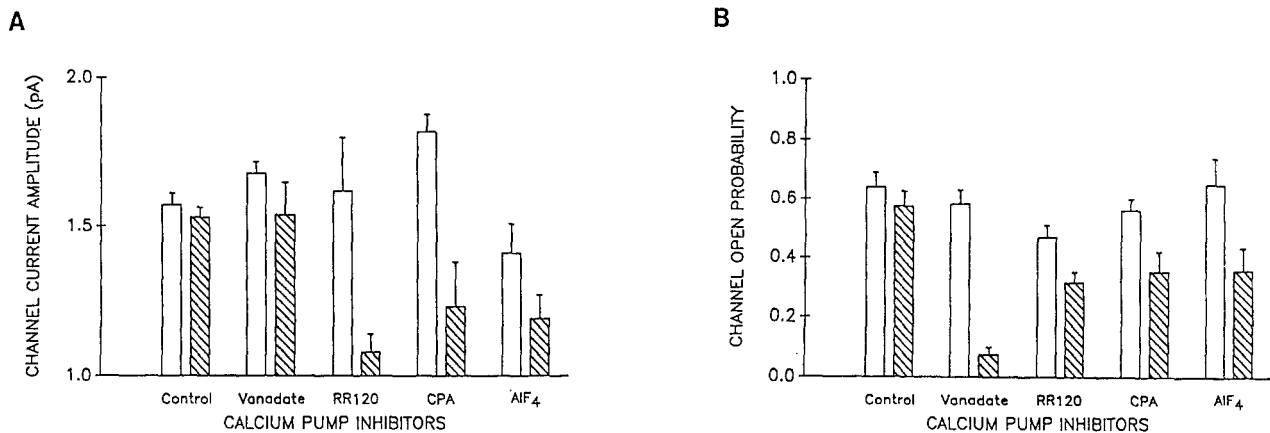 A
CHANNEL CURRENT AMPLITUDE (pA)
2.0
1.5
1.0
Control Vanadate RR120 CPA AlF4
CALCIUM PUMP INHIBITORS
B
CHANNEL OPEN PROBABILITY
1.0
0.8
0.6
0.4
0.2
0.0
Control Vanadate RR120 CPA AlF4
CALCIUM PUMP INHIBITORS